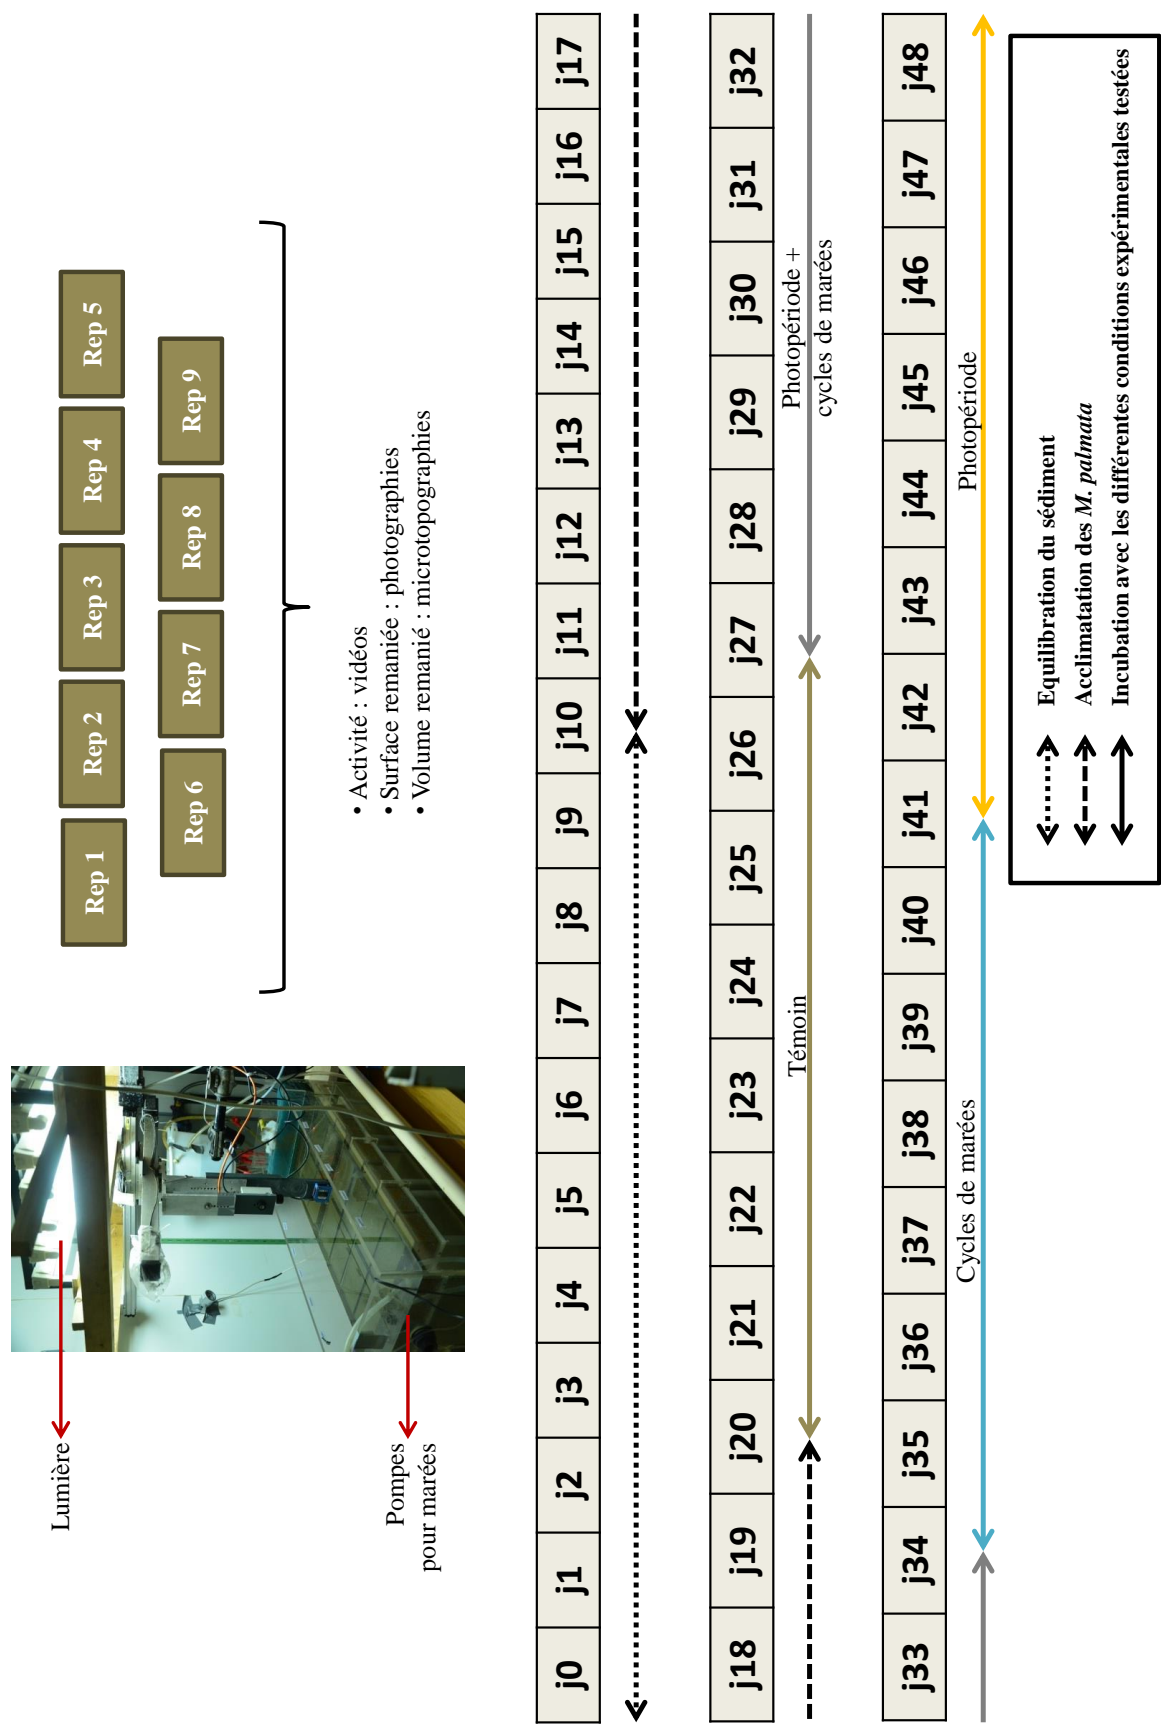 Lumière
Pompes
pour marées
Rep 1
Rep 2
Rep 3
Rep 4
Rep 5
Rep 6
Rep 7
Rep 8
Rep 9
• Activité : vidéos
• Surface remaniée : photographies
• Volume remanié : microtopographies
j0 j1 j2 j3 j4 j5 j6 j7 j8 j9 j10 j11 j12 j13 j14 j15 j16 j17
j18 j19 j20 j21 j22 j23 j24 j25 j26 j27 j28 j29 j30 j31 j32
Témoin
Photopériode +
cycles de marées
j33 j34 j35 j36 j37 j38 j39 j40 j41 j42 j43 j44 j45 j46 j47 j48
Cycles de marées
Photopériode
Equilibration du sédiment
Acclimatation des M. palmata
Incubation avec les différentes conditions expérimentales testées